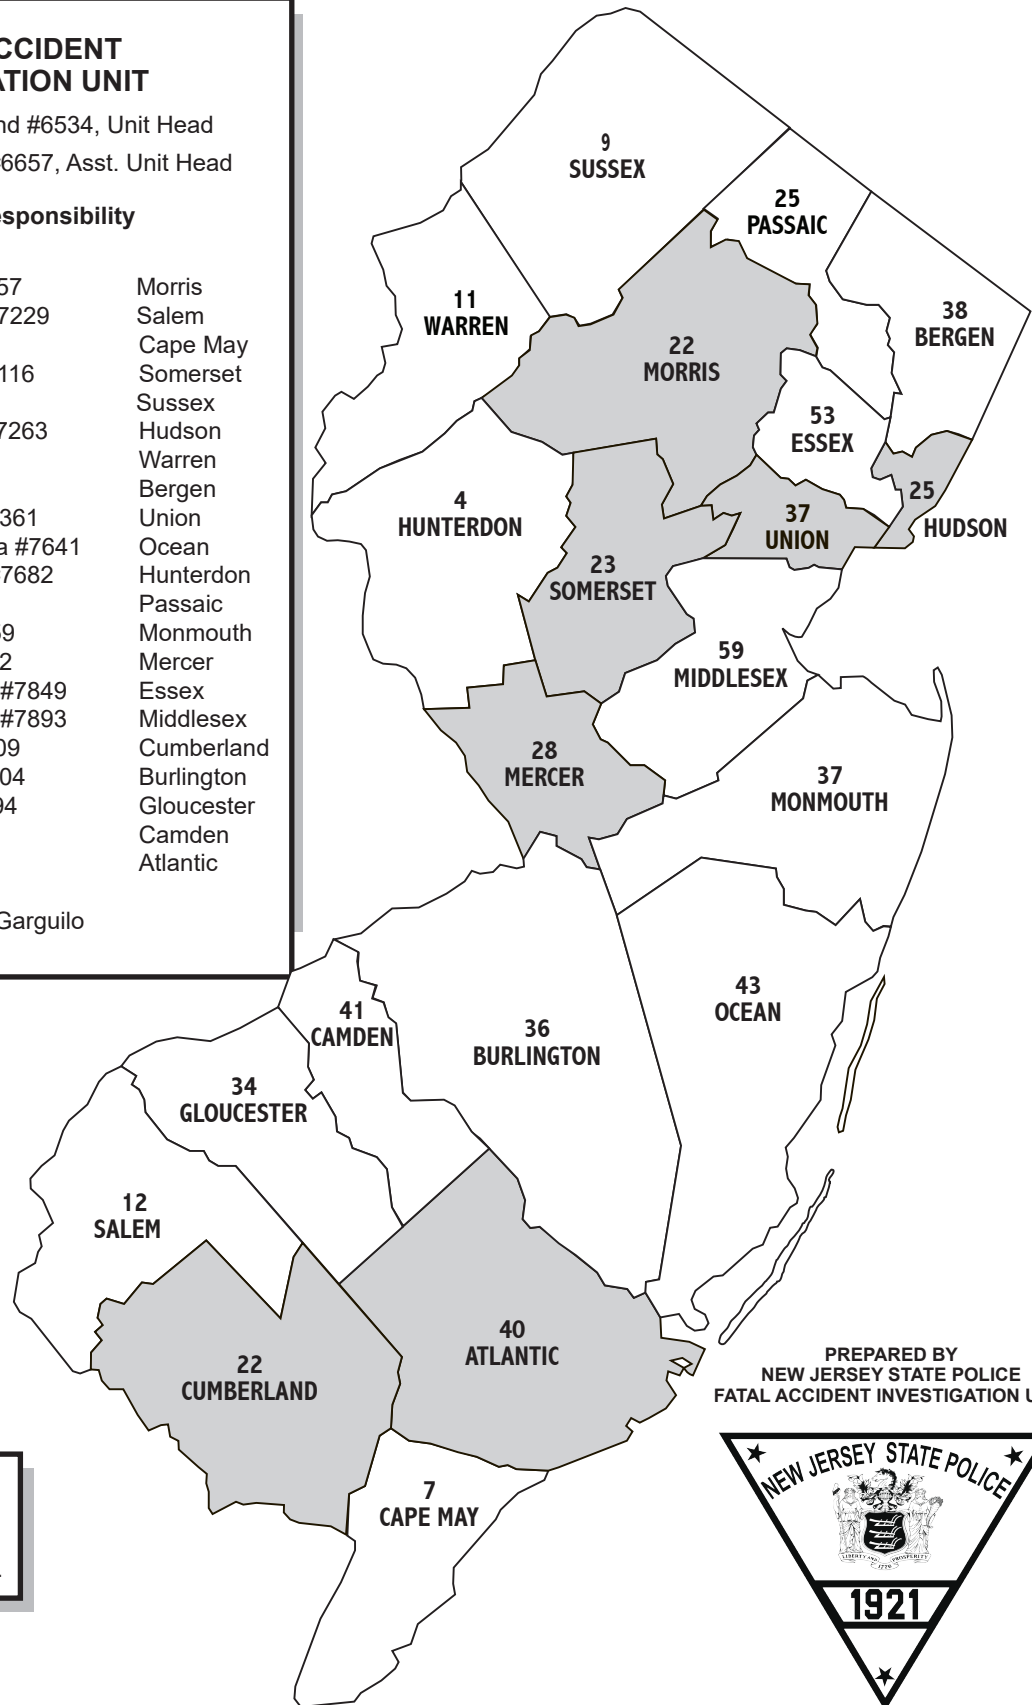 CCIDENT
ATION UNIT
nd #6534, Unit Head
6657, Asst. Unit Head
esponsibility
57 Morris
7229 Salem
Cape May
116 Somerset
Sussex
7263 Hudson
Warren
Bergen
361 Union
a #7641 Ocean
7682 Hunterdon
Passaic
69 Monmouth
2 Mercer
#7849 Essex
#7893 Middlesex
09 Cumberland
04 Burlington
94 Gloucester
Camden
Atlantic
Garguilo
9
SUSSEX
25
PASSAIC
11
WARREN
38
BERGEN
22
MORRIS
53
ESSEX
25
HUDSON
4
HUNTERDON
37
UNION
23
SOMERSET
59
MIDDLESEX
28
MERCER
37
MONMOUTH
43
OCEAN
41
CAMDEN
36
BURLINGTON
34
GLOUCESTER
12
SALEM
40
ATLANTIC
22
CUMBERLAND
7
CAPE MAY
PREPARED BY
NEW JERSEY STATE POLICE
FATAL ACCIDENT INVESTIGATION U
NEW JERSEY STATE POLICE
LIBERTY AND PROSPERITY
1776
1921